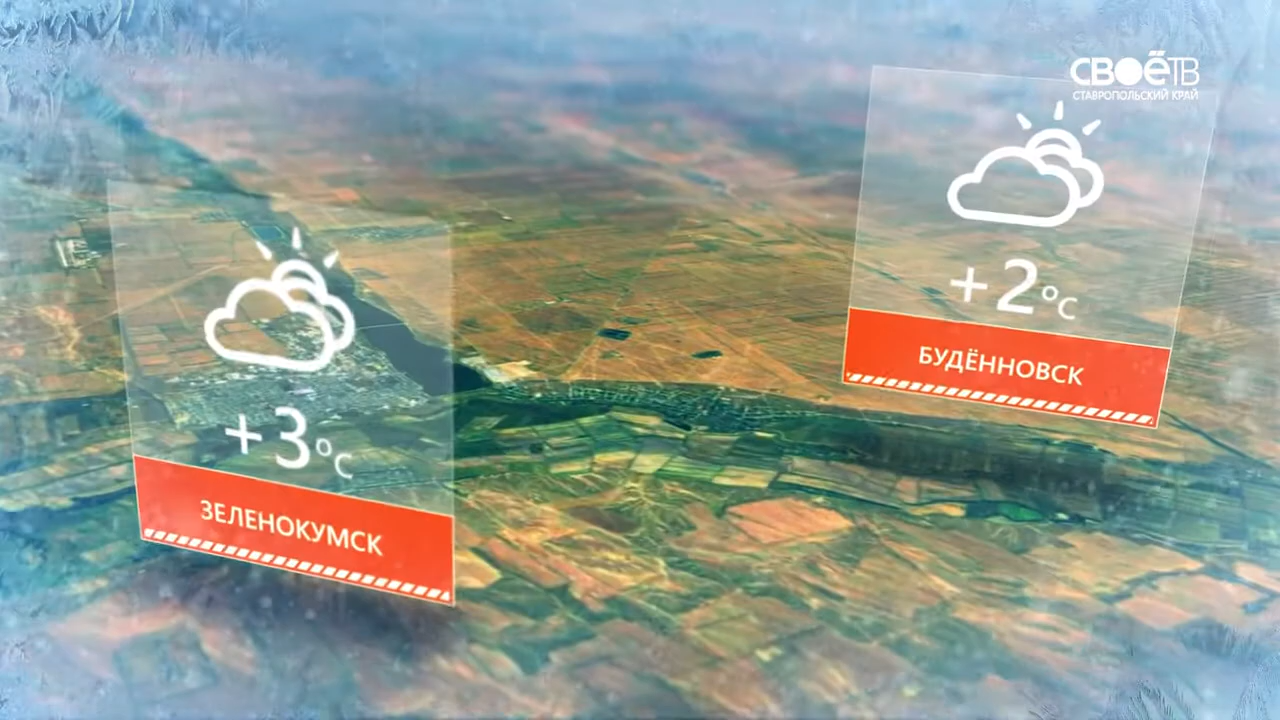 СВОЁТВ
СТАВРОПОЛЬСКИЙ КРАЙ
+2°C
БУДЁННОВСК
+3°C
ЗЕЛЕНОКУМСК